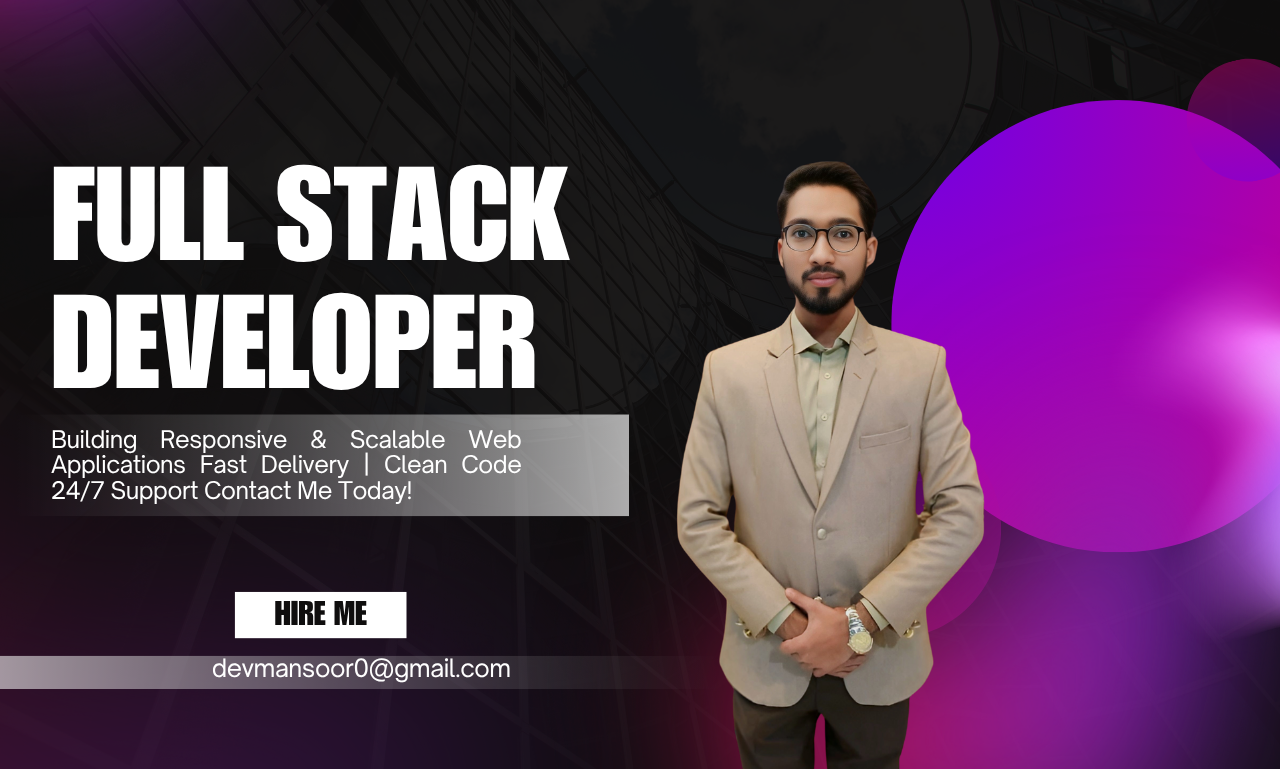 FULL STACK
DEVELOPER
Building Responsive & Scalable Web
Applications Fast Delivery | Clean Code
24/7 Support Contact Me Today!
HIRE ME
devmansoor0@gmail.com